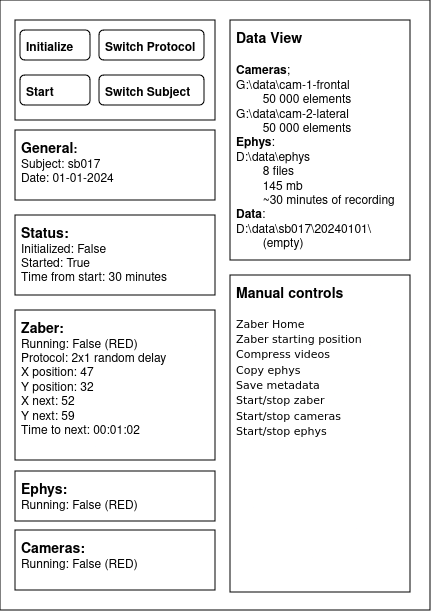 Initialize
Switch Protocol
Start
Switch Subject
General:
Subject: sb017
Date: 01-01-2024
Status:
Initialized: False
Started: True
Time from start: 30 minutes
Zaber:
Running: False (RED)
Protocol: 2x1 random delay
X position: 47
Y position: 32
X next: 52
Y next: 59
Time to next: 00:01:02
Ephys:
Running: False (RED)
Cameras:
Running: False (RED)
Data View
Cameras;
G:\data\cam-1-frontal
50 000 elements
G:\data\cam-2-lateral
50 000 elements
Ephys:
D:\data\ephys
8 files
145 mb
~30 minutes of recording
Data:
D:\data\sb017\20240101\
(empty)
Manual controls
Zaber Home
Zaber starting position
Compress videos
Copy ephys
Save metadata
Start/stop zaber
Start/stop cameras
Start/stop ephys